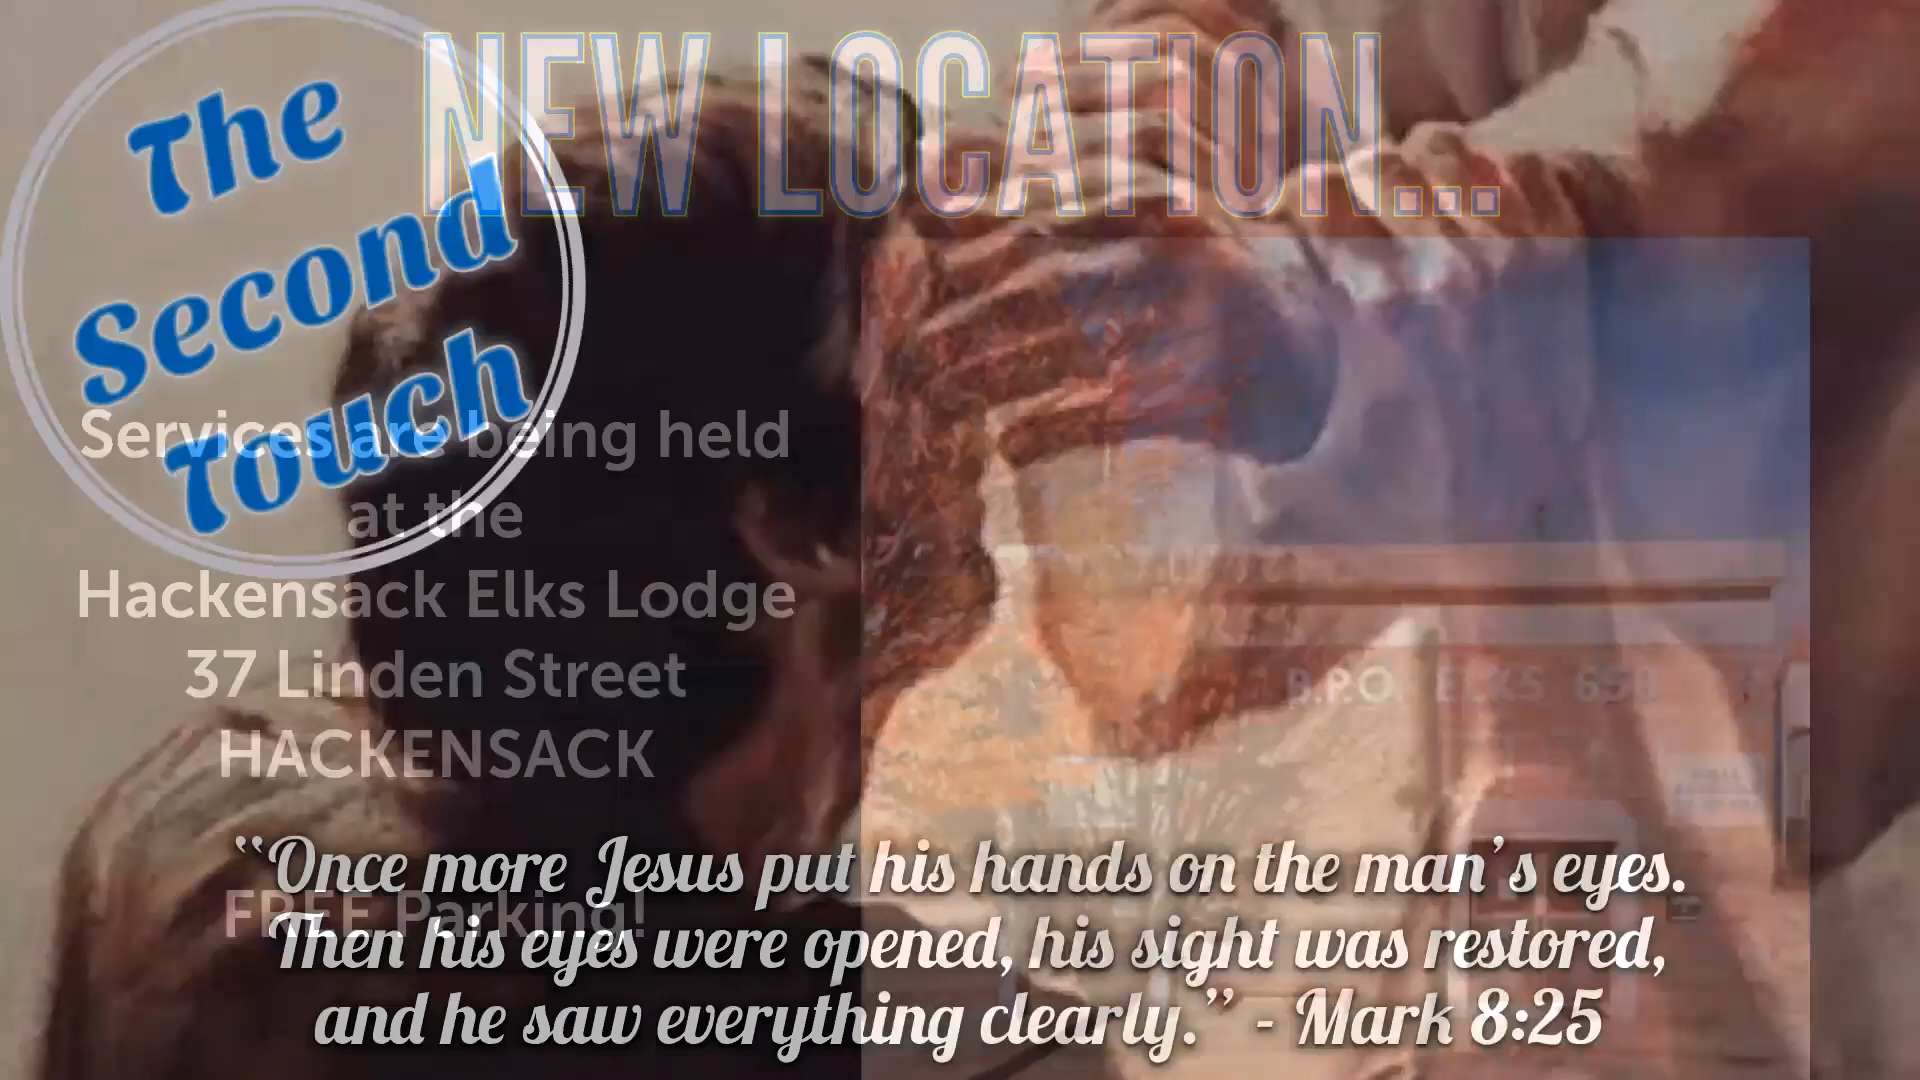 NEW LOCATION...
The
Second
Touch
Services are being held
at the
Hackensack Elks Lodge
37 Linden Street
HACKENSACK
FREE Parking!
B.P.O. ELKS 658
“Once more Jesus put his hands on the man’s eyes.
Then his eyes were opened, his sight was restored,
and he saw everything clearly.” - Mark 8:25